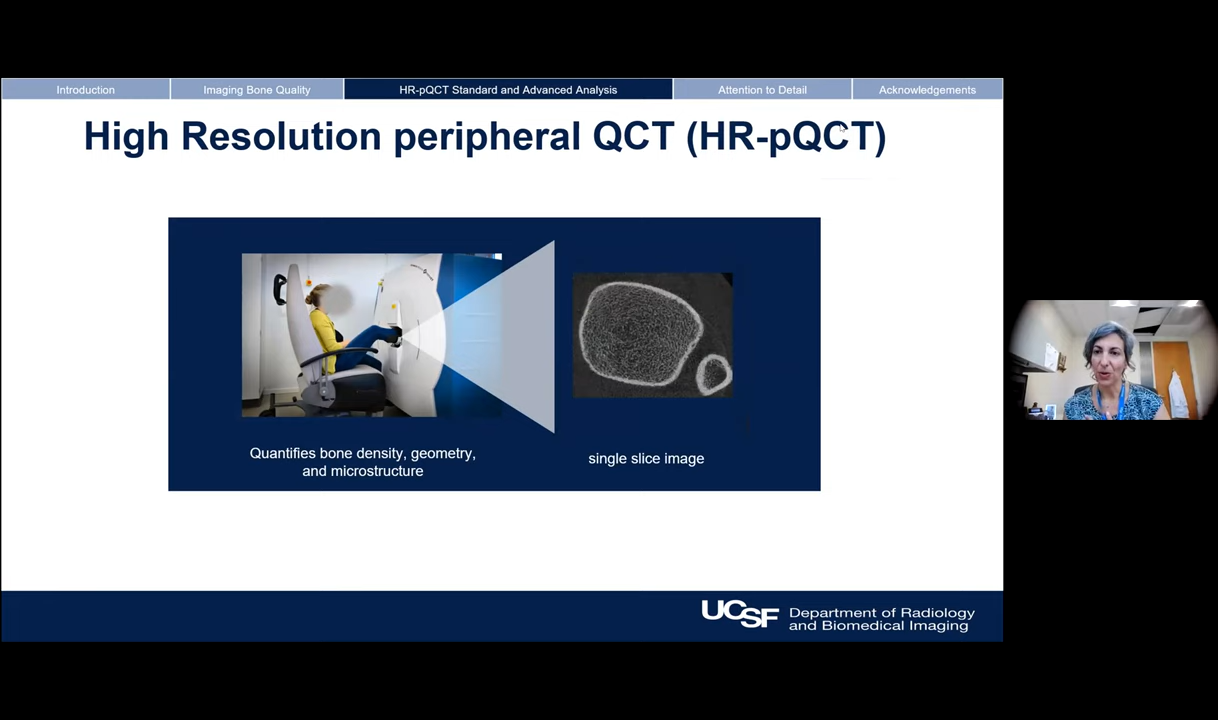 Introduction
Imaging Bone Quality
HR-pQCT Standard and Advanced Analysis
Attention to Detail
Acknowledgements
High Resolution peripheral QCT (HR-pQCT)
Quantifies bone density, geometry,
and microstructure
single slice image
UCSF
Department of Radiology
and Biomedical Imaging